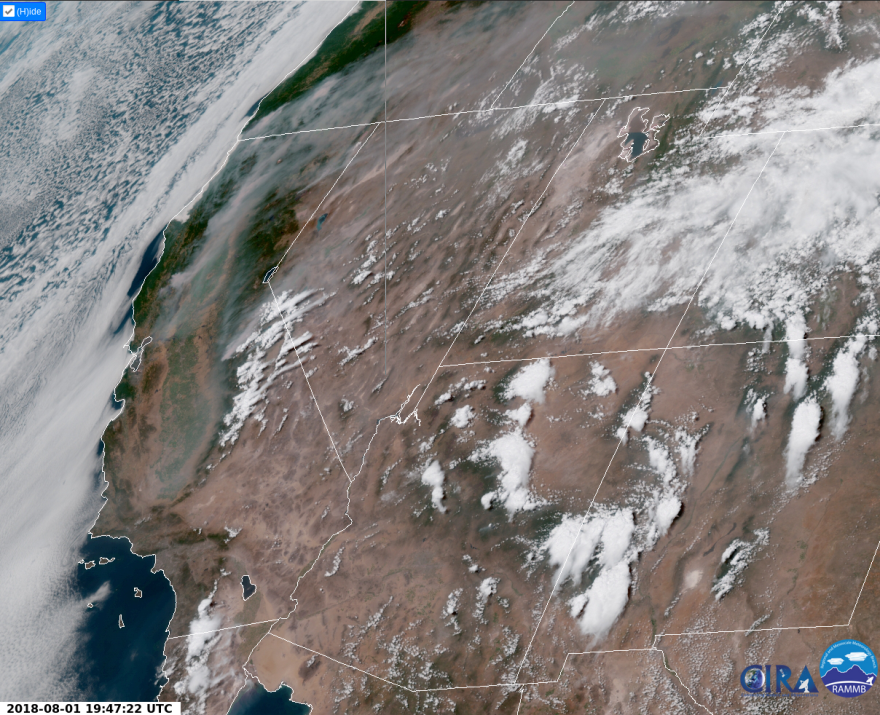 (H)ide
CIRA
RAMMB
2018-08-01 19:47:22 UTC